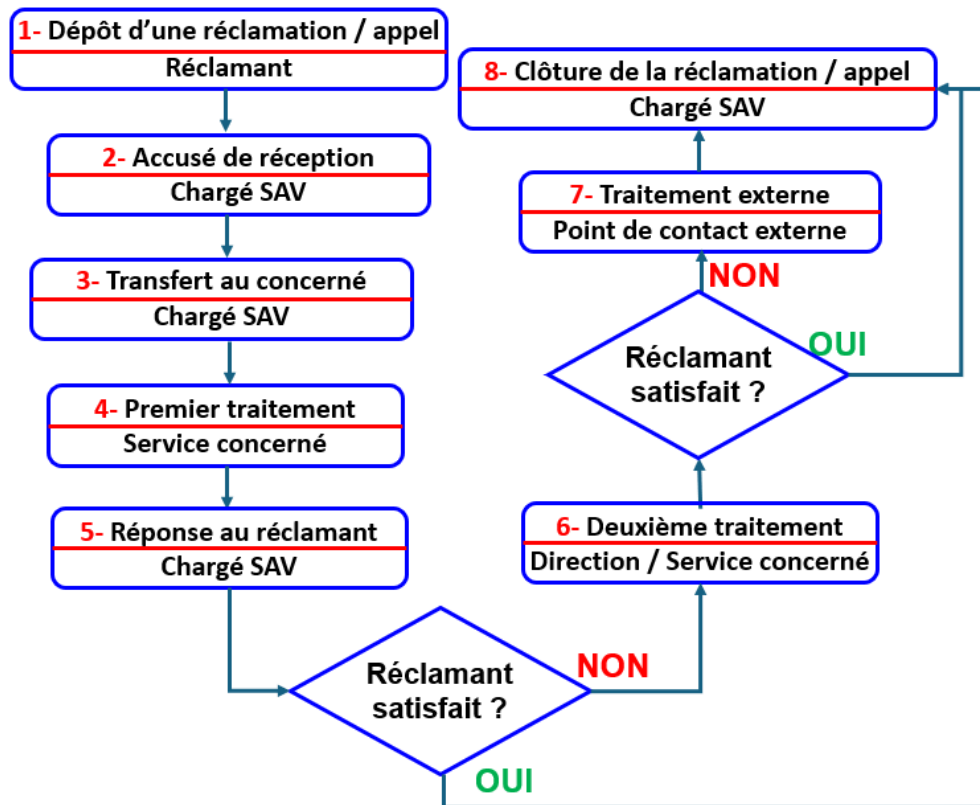 1- Dépôt d’une réclamation / appel
Réclamant
2- Accusé de réception
Chargé SAV
3- Transfert au concerné
Chargé SAV
4- Premier traitement
Service concerné
5- Réponse au réclamant
Chargé SAV
Réclamant
satisfait ?
NON
OUI
6- Deuxième traitement
Direction / Service concerné
Réclamant
satisfait ?
OUI
NON
7- Traitement externe
Point de contact externe
8- Clôture de la réclamation / appel
Chargé SAV